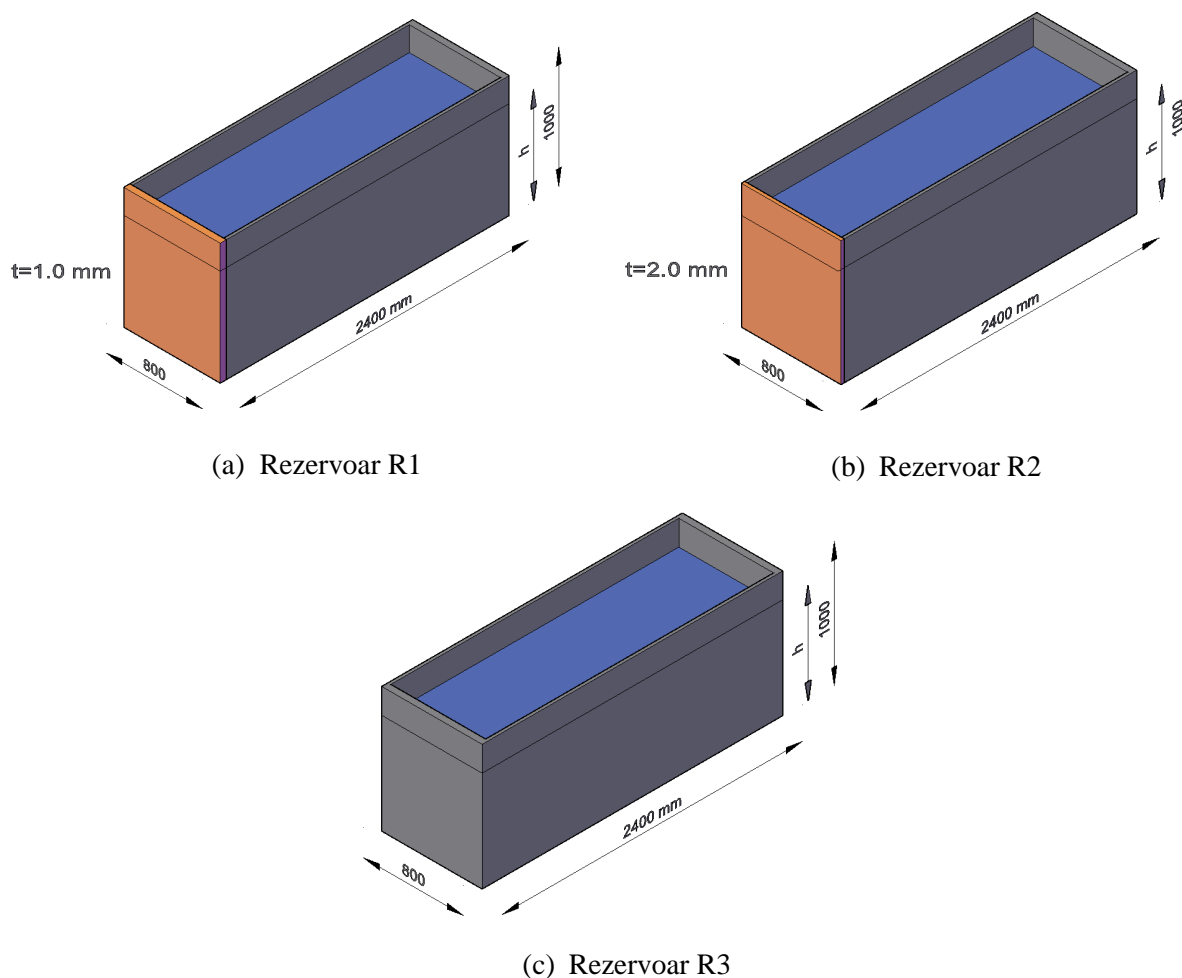 1000
h
t=1.0 mm
2400 mm
800
(a) Rezervoar R1
1000
h
t=2.0 mm
2400 mm
800
(b) Rezervoar R2
1000
h
2400 mm
800
(c) Rezervoar R3